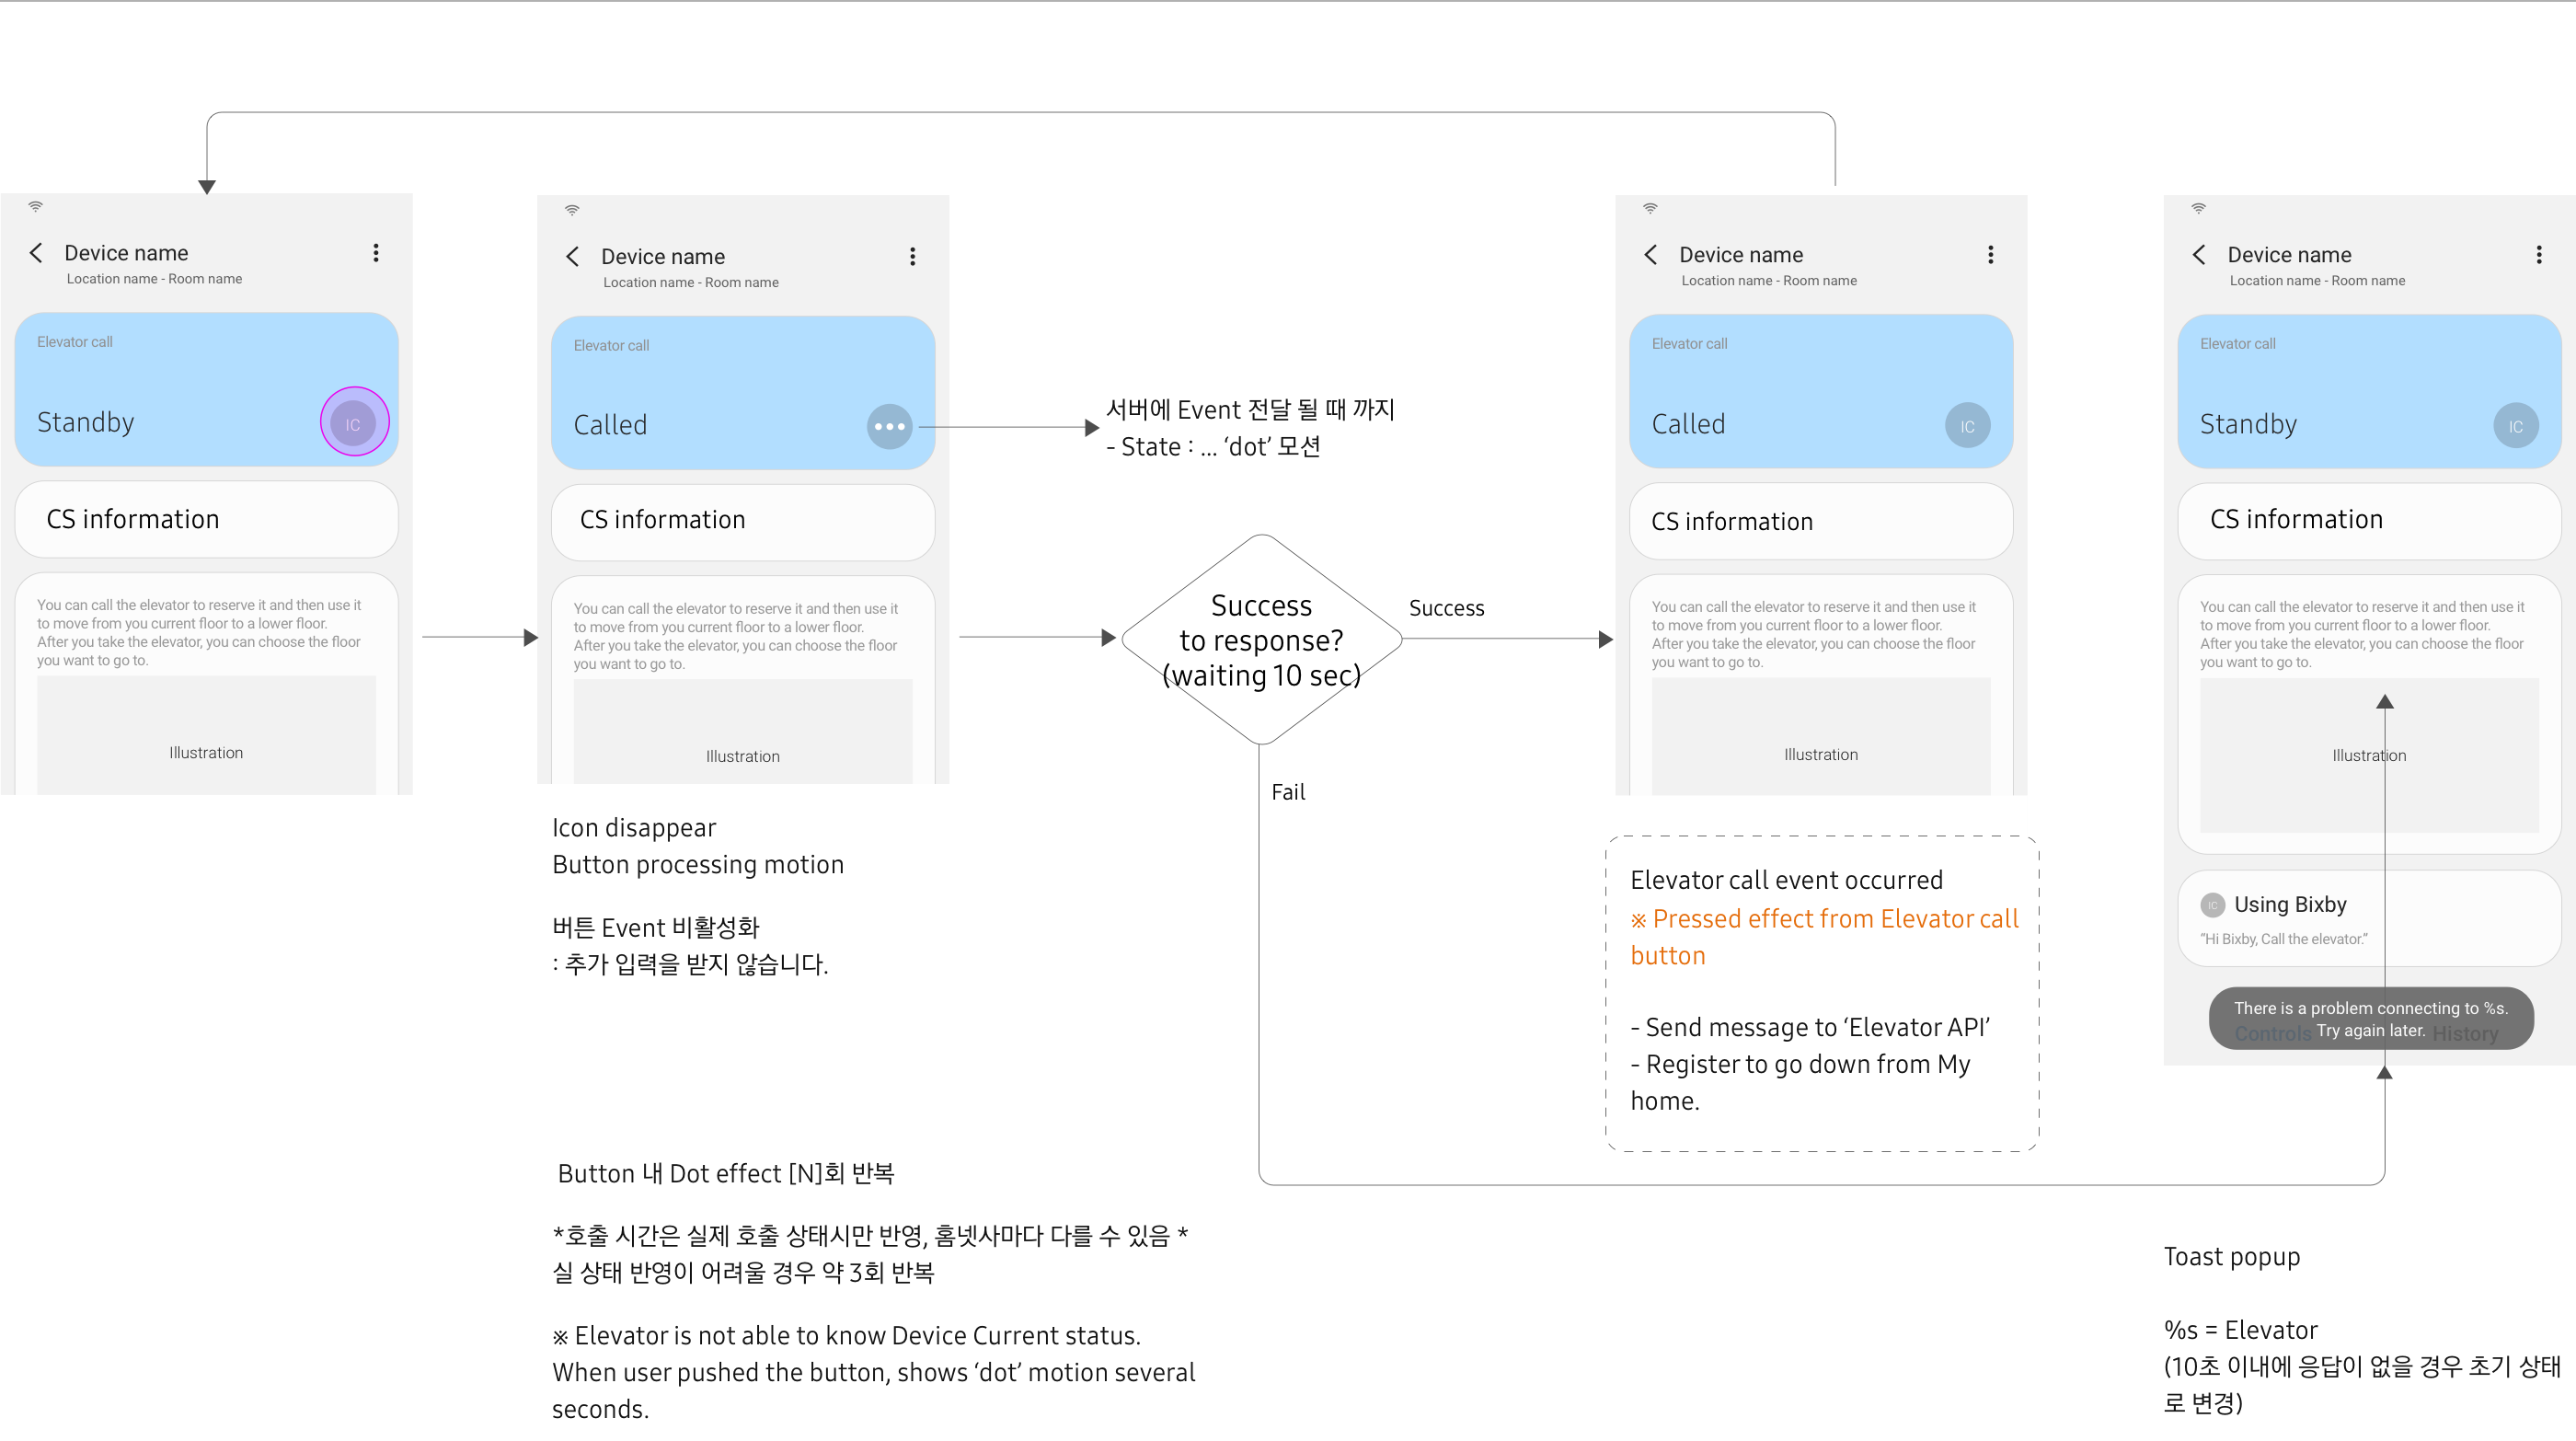 Device name
Location name - Room name
Elevator call
Standby
IC
CS information
You can call the elevator to reserve it and then use it
to move from you current floor to a lower floor.
After you take the elevator, you can choose the floor
you want to go to.
Illustration
Device name
Location name - Room name
Elevator call
Called
CS information
You can call the elevator to reserve it and then use it
to move from you current floor to a lower floor.
After you take the elevator, you can choose the floor
you want to go to.
Illustration
Icon disappear
Button processing motion
버튼 Event 비활성화
: 추가 입력을 받지 않습니다.
Button 내 Dot effect [N]회 반복
*호출 시간은 실제 호출 상태시만 반영, 홈넷사마다 다를 수 있음 *
실 상태 반영이 어려울 경우 약 3회 반복
※ Elevator is not able to know Device Current status.
When user pushed the button, shows ‘dot’ motion several
seconds.
서버에 Event 전달 될 때 까지
- State : ... ‘dot’ 모션
Success
to response?
(waiting 10 sec)
Success
Fail
Device name
Location name - Room name
Elevator call
Called
IC
CS information
You can call the elevator to reserve it and then use it
to move from you current floor to a lower floor.
After you take the elevator, you can choose the floor
you want to go to.
Illustration
Elevator call event occurred
※ Pressed effect from Elevator call
button
- Send message to ‘Elevator API’
- Register to go down from My
home.
Device name
Location name - Room name
Elevator call
Standby
IC
CS information
You can call the elevator to reserve it and then use it
to move from you current floor to a lower floor.
After you take the elevator, you can choose the floor
you want to go to.
Illustration
IC Using Bixby
“Hi Bixby, Call the elevator.”
There is a problem connecting to %s.
Try again later.
Controls History
Toast popup
%s = Elevator
(10초 이내에 응답이 없을 경우 초기 상태
로 변경)